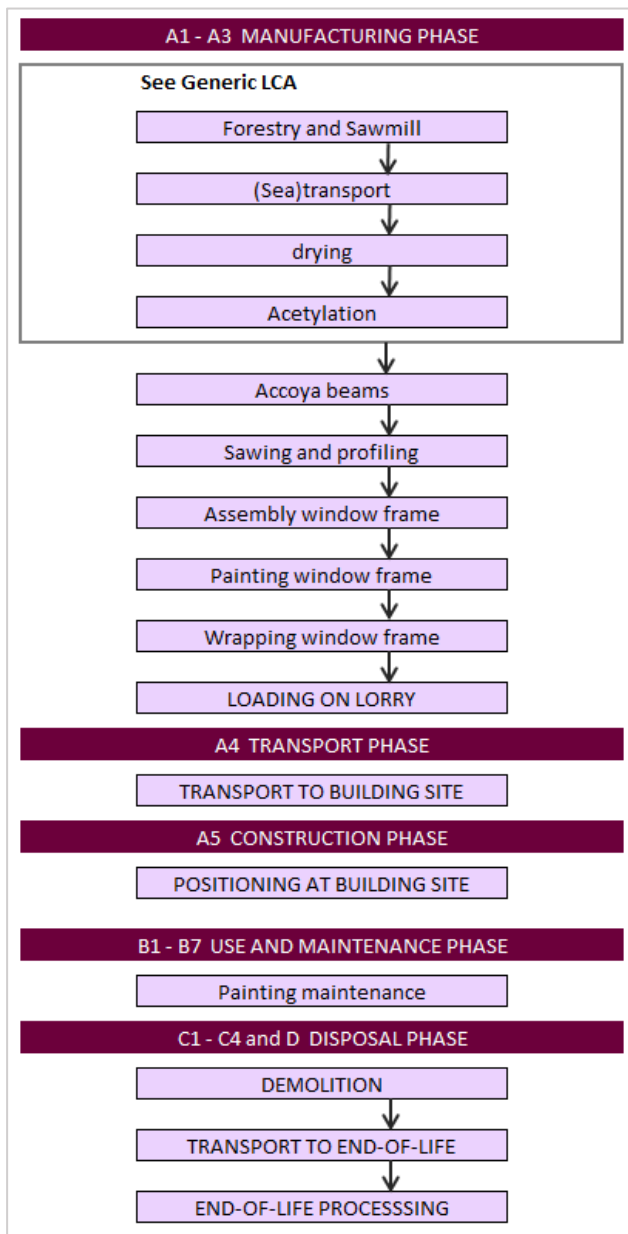 A1 - A3 MANUFACTURING PHASE
See Generic LCA
Forestry and Sawmill
(Sea)transport
drying
Acetylation
Accoya beams
Sawing and profiling
Assembly window frame
Painting window frame
Wrapping window frame
LOADING ON LORRY
A4 TRANSPORT PHASE
TRANSPORT TO BUILDING SITE
A5 CONSTRUCTION PHASE
POSITIONING AT BUILDING SITE
B1 - B7 USE AND MAINTENANCE PHASE
Painting maintenance
C1 - C4 and D DISPOSAL PHASE
DEMOLITION
TRANSPORT TO END-OF-LIFE
END-OF-LIFE PROCESSSING